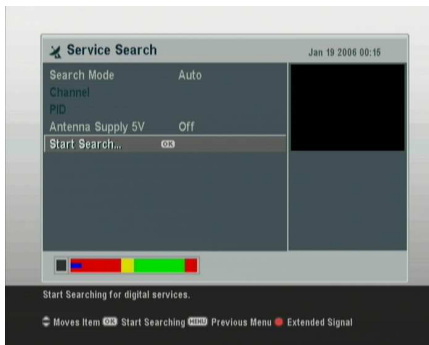 Service Search
Jan 19 2006 00:15
Search Mode Auto
Channel
PID
Antenna Supply 5V Off
Start Search... OK
Start Searching for digital services.
Moves Item OK Start Searching MENU Previous Menu Extended Signal